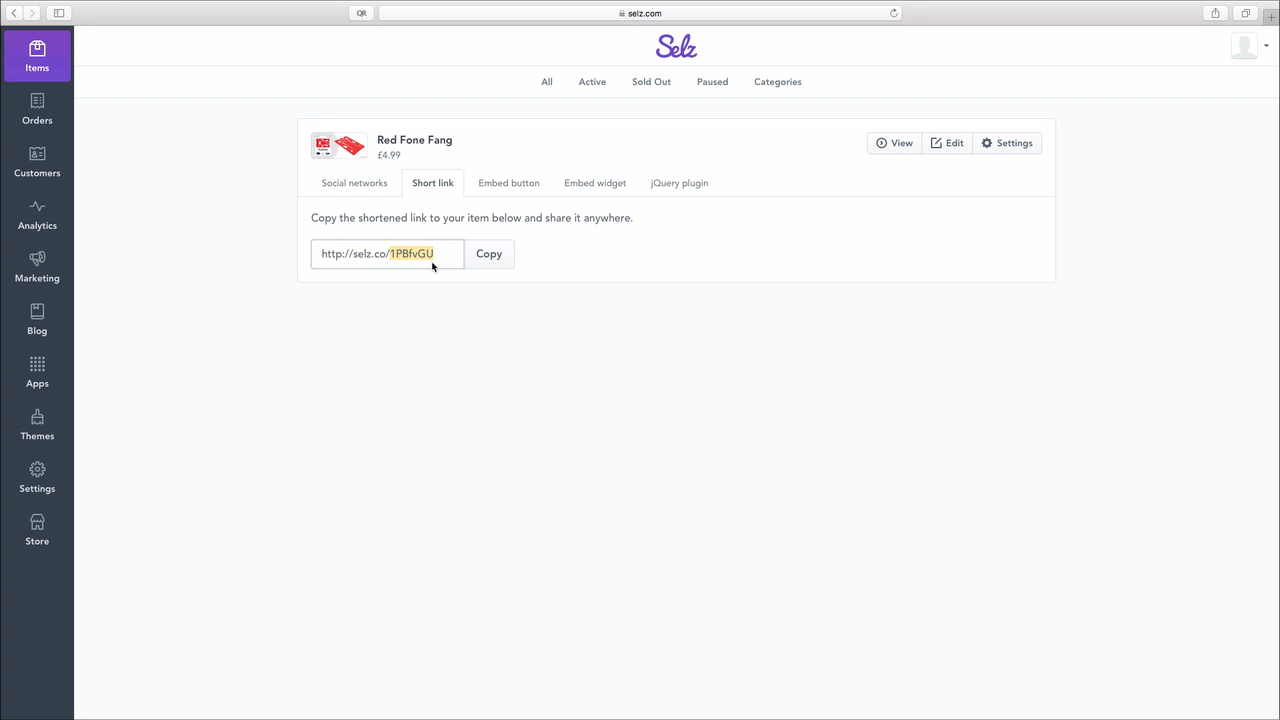 QR
selz.com
Selz
All Active Sold Out Paused Categories
Items
Orders
Customers
Analytics
Marketing
Blog
Apps
Themes
Settings
Store
Red Fone Fang
£4.99
View Edit Settings
Social networks Short link Embed button Embed widget jQuery plugin
Copy the shortened link to your item below and share it anywhere.
http://selz.co/1PBfvGU Copy